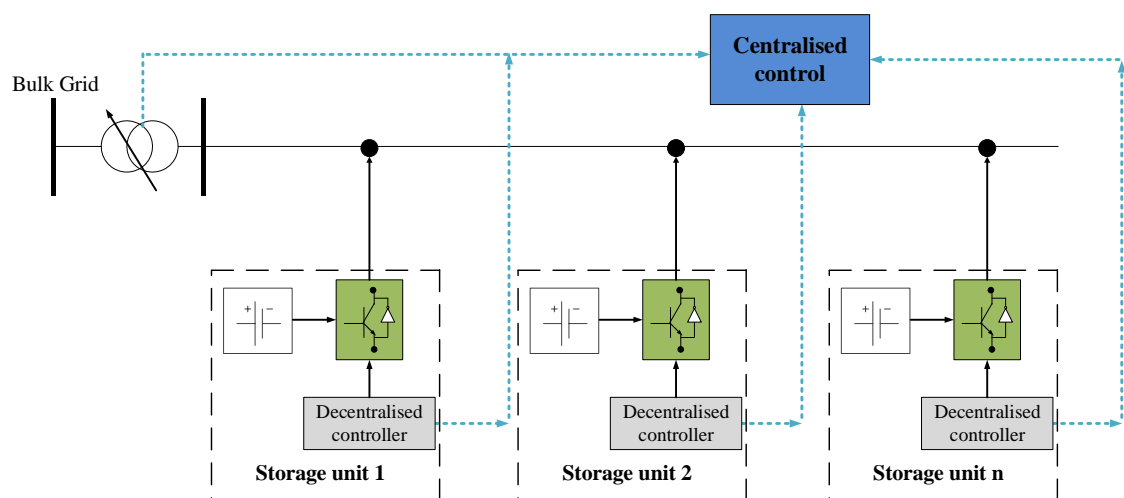 Centralised
control
Bulk Grid
+ −
+ −
+ −
Decentralised
controller
Decentralised
controller
Decentralised
controller
Storage unit 1
Storage unit 2
Storage unit n